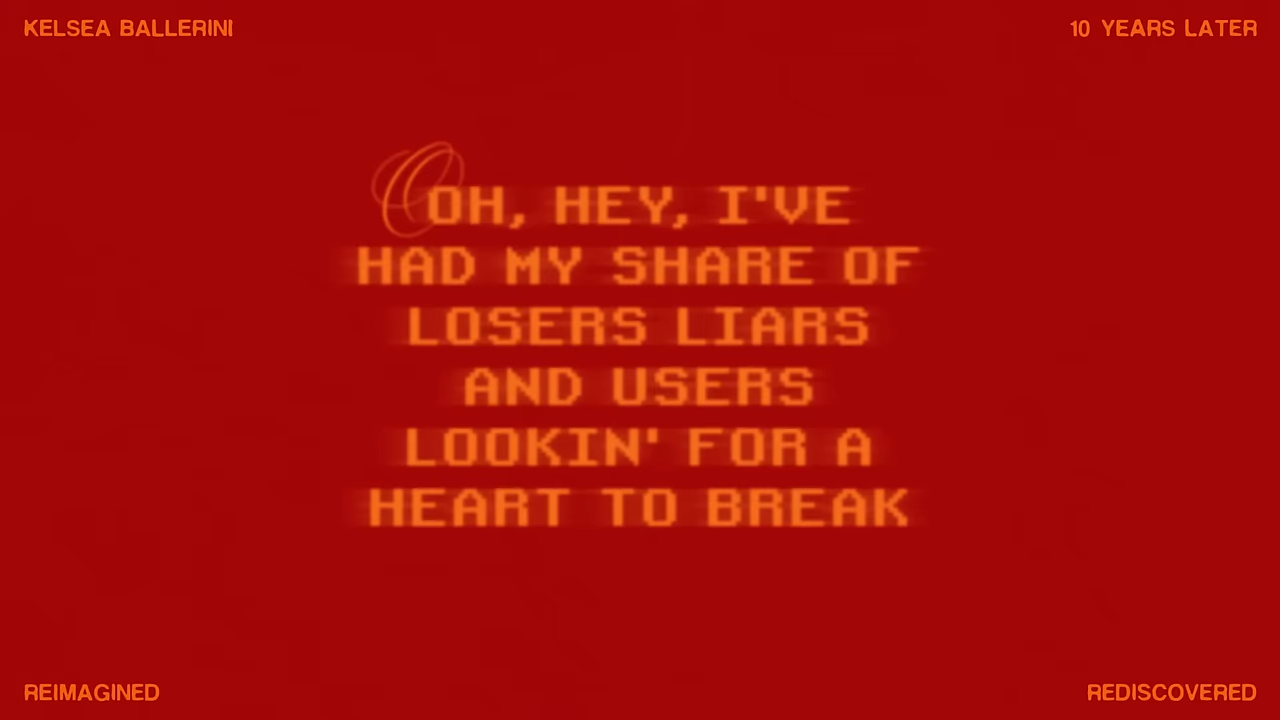 KELSEA BALLERINI
10 YEARS LATER
OOH, HEY, I'VE
HAD MY SHARE OF
LOSERS LIARS
AND USERS
LOOKIN' FOR A
HEART TO BREAK
REIMAGINED
REDISCOVERED